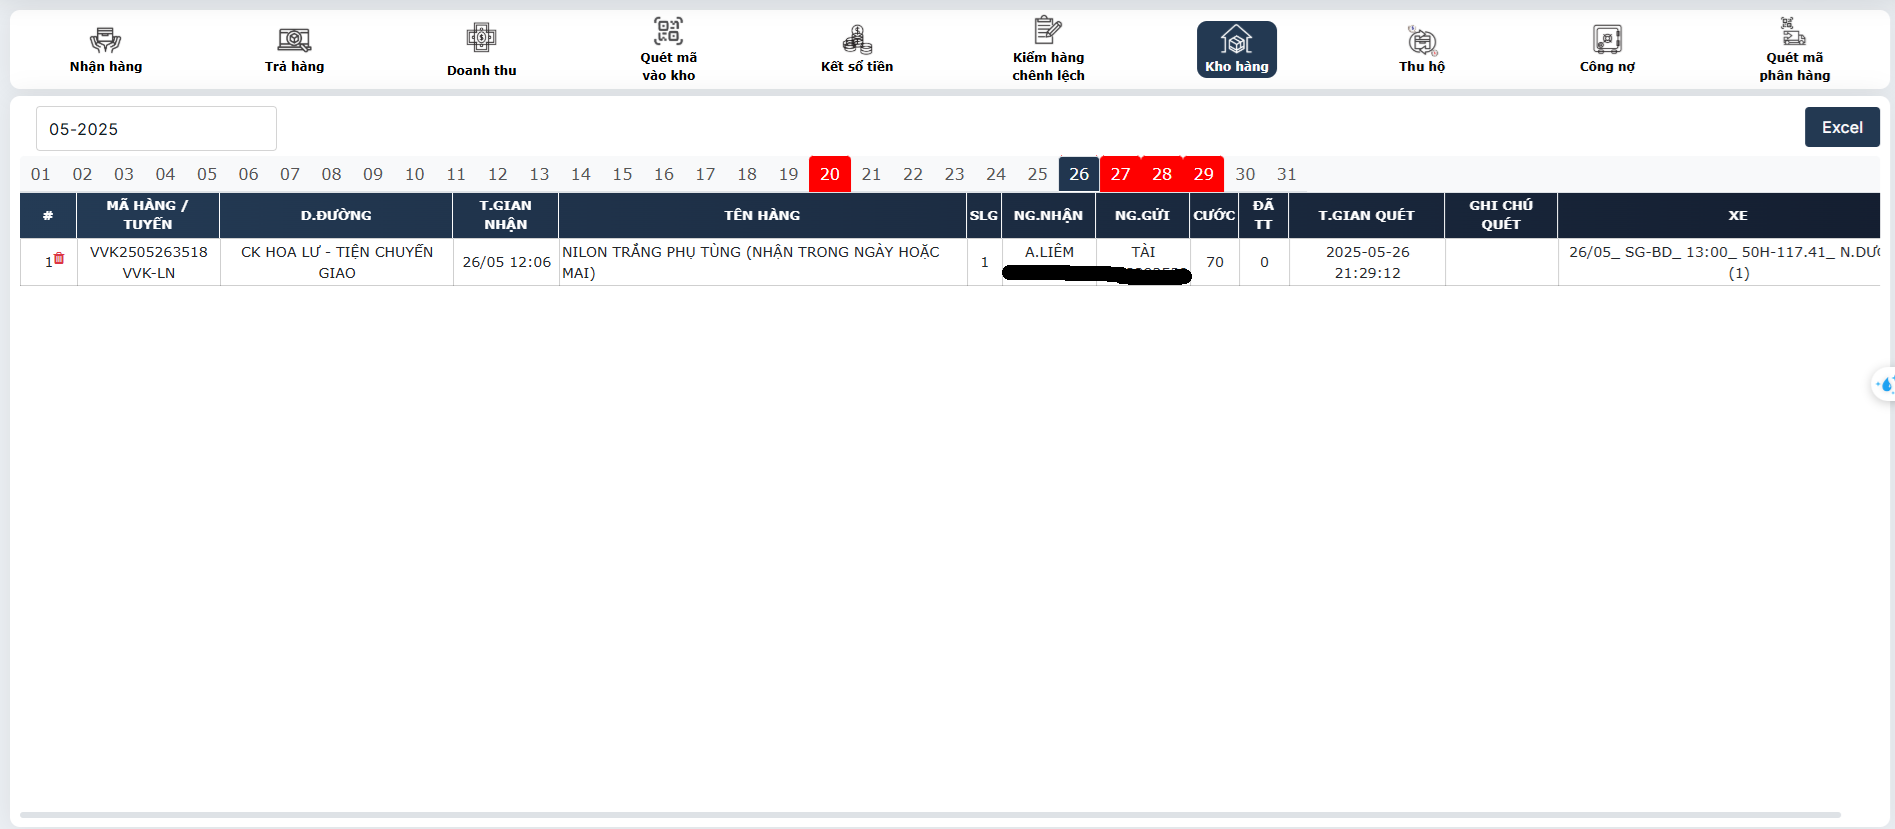 Nhận hàng
Trả hàng
Doanh thu
Quét mã
vào kho
Kết sổ tiền
Kiểm hàng
chênh lệch
Kho hàng
Thu hộ
Công nợ
Quét mã
phân hàng
05-2025
Excel
01 02 03 04 05 06 07 08 09 10 11 12 13 14 15 16 17 18 19 20 21 22 23 24 25 26 27 28 29 30 31
# MÃ HÀNG / TUYẾN D.ĐƯỜNG T.GIAN NHẬN TÊN HÀNG SLG NG.NHẬN NG.GỬI CƯỚC ĐÃ TT T.GIAN QUÉT GHI CHÚ QUÉT XE
1 VVK2505263518 VVK-LN CK HOA LƯ - TIỆN CHUYẾN GIAO 26/05 12:06 NILON TRẮNG PHỤ TÙNG (NHẬN TRONG NGÀY HOẶC MAI) 1 A.LIÊM TÀI 70 0 2025-05-26 21:29:12 26/05_ SG-BD_ 13:00_ 50H-117.41_ (1)